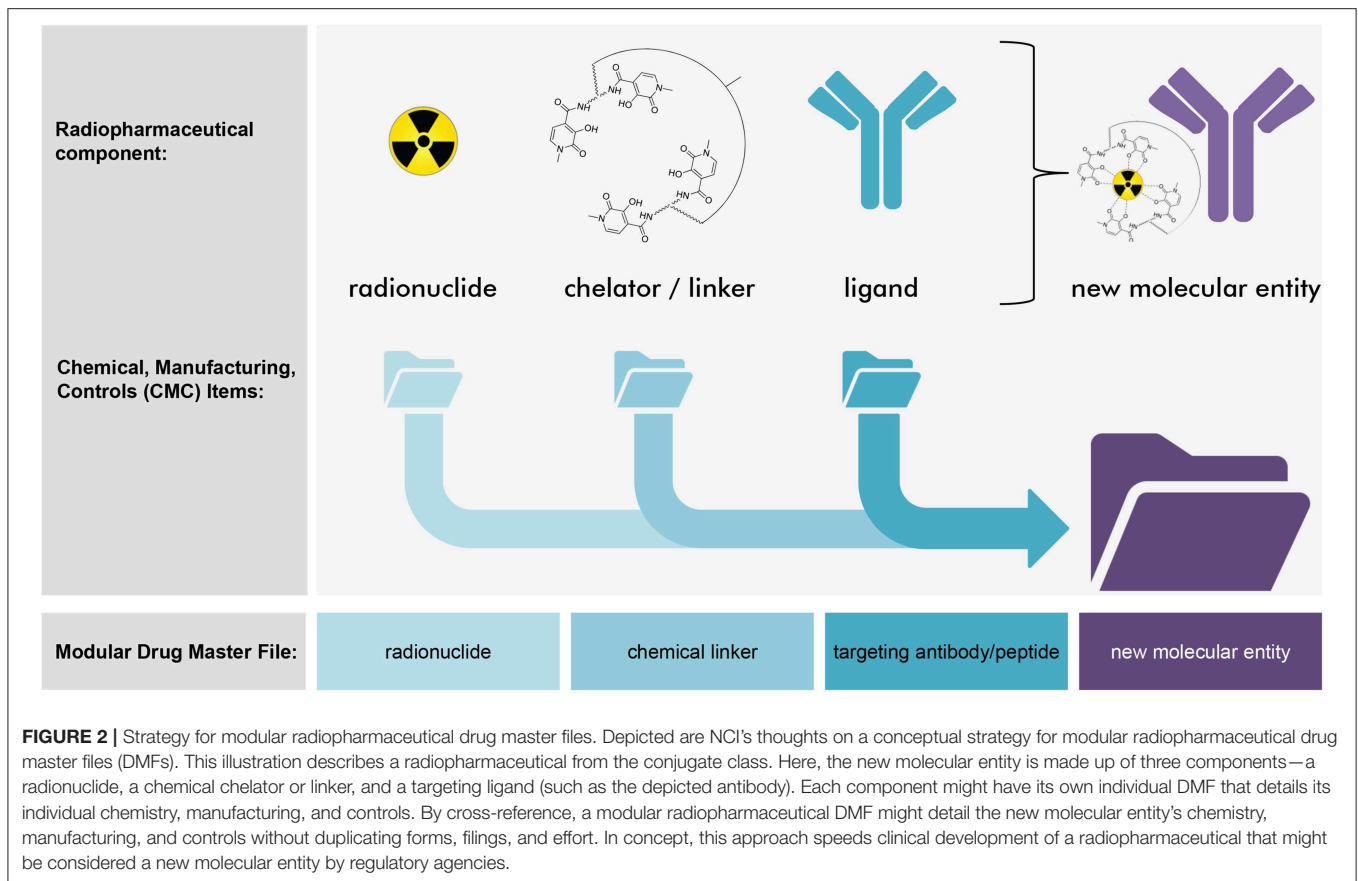 Radiopharmaceutical
component:
radionuclide
chelator / linker
ligand
new molecular entity
Chemical, Manufacturing,
Controls (CMC) Items:
Modular Drug Master File:
radionuclide
chemical linker
targeting antibody/peptide
new molecular entity
FIGURE 2 | Strategy for modular radiopharmaceutical drug master files. Depicted are NCI's thoughts on a conceptual strategy for modular radiopharmaceutical drug
master files (DMFs). This illustration describes a radiopharmaceutical from the conjugate class. Here, the new molecular entity is made up of three components—a
radionuclide, a chemical chelator or linker, and a targeting ligand (such as the depicted antibody). Each component might have its own individual DMF that details its
individual chemistry, manufacturing, and controls. By cross-reference, a modular radiopharmaceutical DMF might detail the new molecular entity's chemistry,
manufacturing, and controls without duplicating forms, filings, and effort. In concept, this approach speeds clinical development of a radiopharmaceutical that might
be considered a new molecular entity by regulatory agencies.